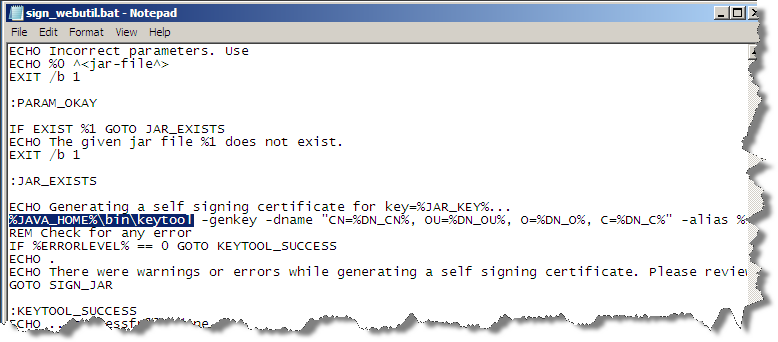 sign_webutil.bat - Notepad
File Edit Format View Help
ECHO Incorrect parameters. Use
ECHO %0 ^<jar-file^>
EXIT /b 1
:PARAM_OKAY
IF EXIST %1 GOTO JAR_EXISTS
ECHO The given jar file %1 does not exist.
EXIT /b 1
:JAR_EXISTS
ECHO Generating a self signing certificate for key=%JAR_KEY%...
%JAVA_HOME%\bin\keytool -genkey -dname "CN=%DN_CN%, OU=%DN_OU%, O=%DN_O%, C=%DN_C%" -alias %
REM Check for any error
IF %ERRORLEVEL% == 0 GOTO KEYTOOL_SUCCESS
ECHO .
ECHO There were warnings or errors while generating a self signing certificate. Please review
GOTO SIGN_JAR
:KEYTOOL_SUCCESS
ECHO